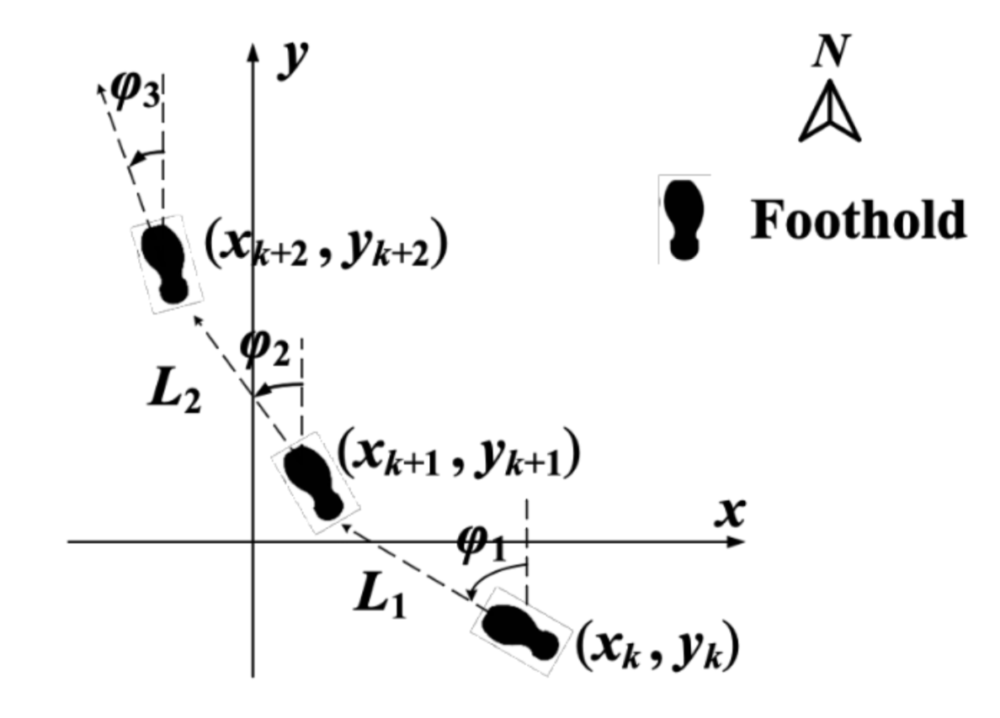 y
N
φ3
Foothold
(xk+2 , yk+2)
φ2
L2
(xk+1 , yk+1)
x
φ1
L1
(xk , yk)